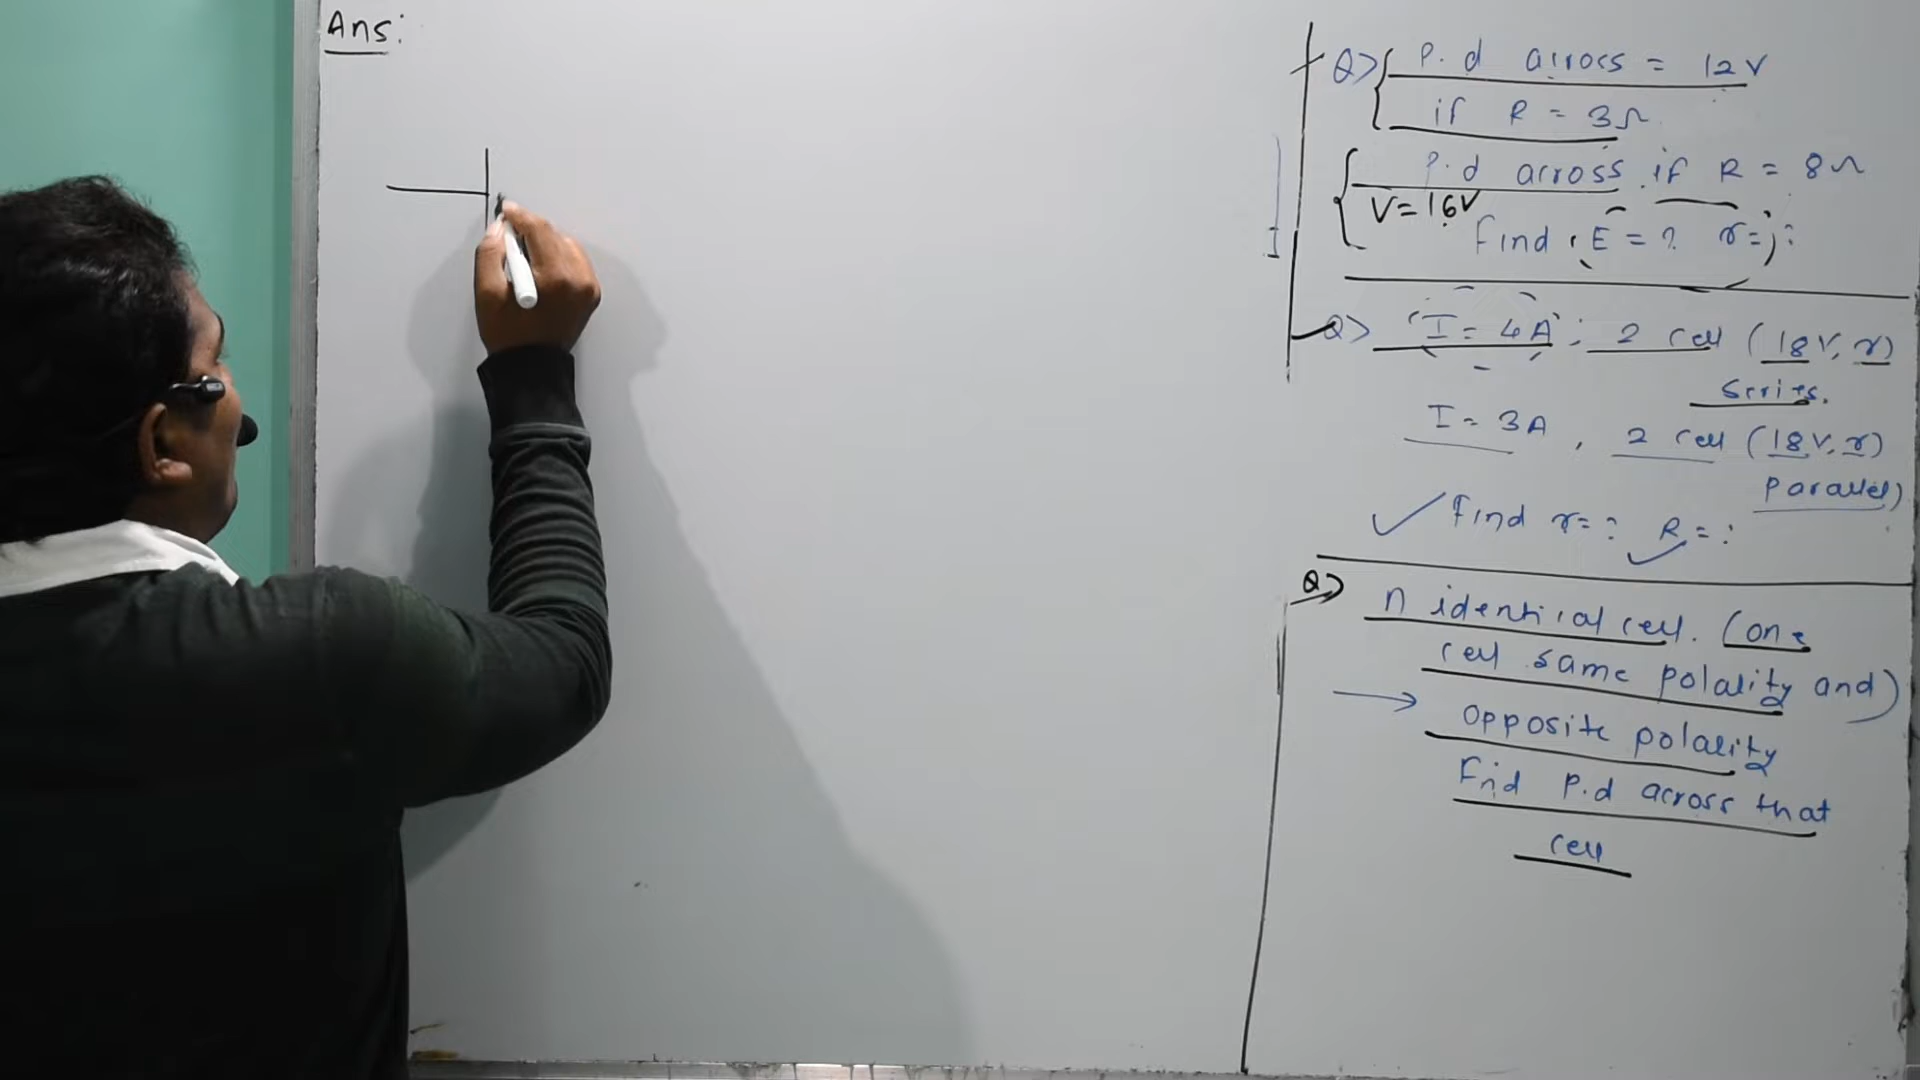 Ans:
Q> P.d across = 12V
if R = 3Ω
P.d across if R = 8Ω
V=16V
Find E = ? r= ?
Q> I = 4A ; 2 cell (18V, r)
Series.
I = 3A , 2 cell (18V, r)
Parallel)
Find r= ? R = ?
Q> n identical cell. (one
cell same polality and)
opposite polality
Find P.d across that
cell